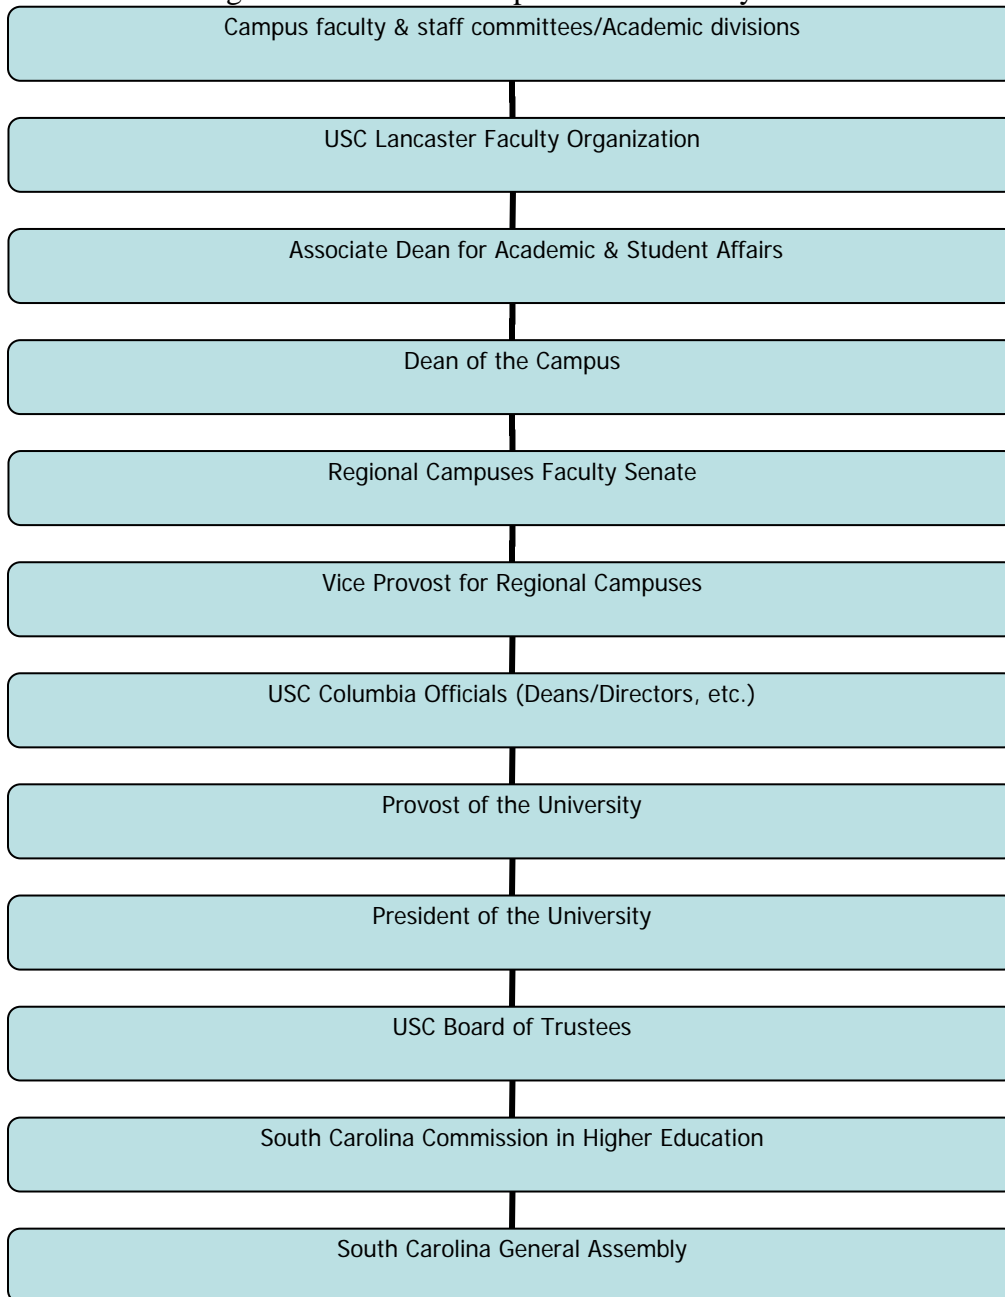 Campus faculty & staff committees/Academic divisions
USC Lancaster Faculty Organization
Associate Dean for Academic & Student Affairs
Dean of the Campus
Regional Campuses Faculty Senate
Vice Provost for Regional Campuses
USC Columbia Officials (Deans/Directors, etc.)
Provost of the University
President of the University
USC Board of Trustees
South Carolina Commission in Higher Education
South Carolina General Assembly